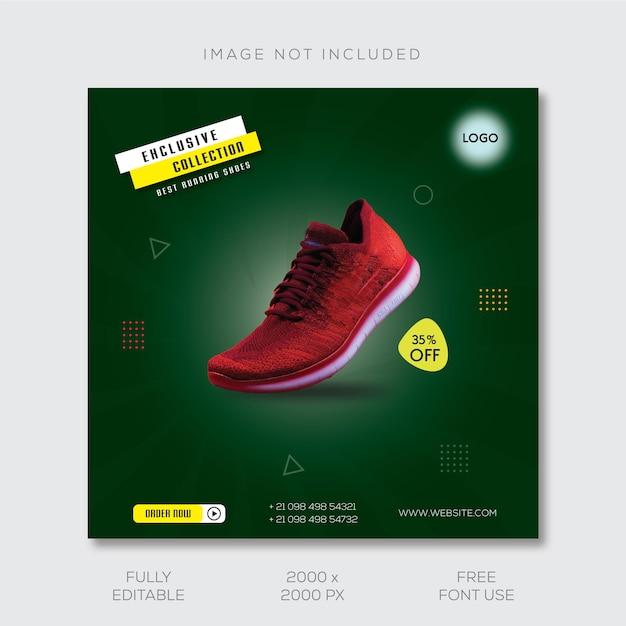 IMAGE NOT INCLUDED
EXCLUSIVE
COLLECTION
BEST RUNNING SHOES
LOGO
35%
OFF
ORDER NOW
+ 21 098 498 54321
+ 21 098 498 54732
WWW.WEBSITE.COM
FULLY
EDITABLE
2000 x
2000 PX
FREE
FONT USE